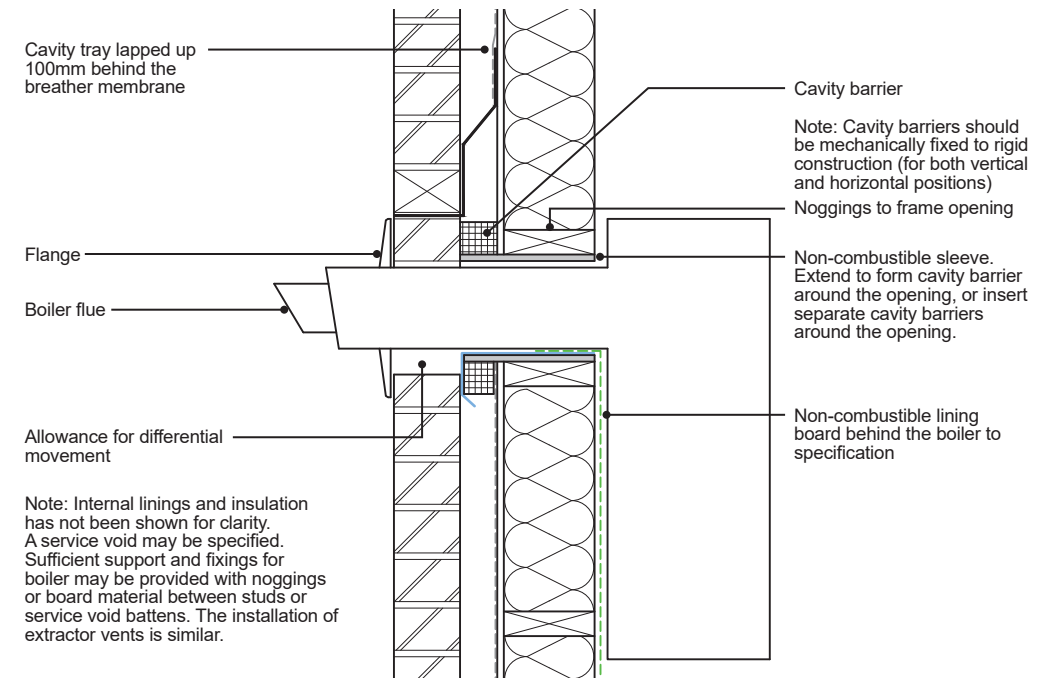 Cavity tray lapped up
100mm behind the
breather membrane
Flange
Boiler flue
Allowance for differential
movement
Note: Internal linings and insulation
has not been shown for clarity.
A service void may be specified.
Sufficient support and fixings for
boiler may be provided with noggings
or board material between studs or
service void battens. The installation of
extractor vents is similar.
Cavity barrier
Note: Cavity barriers should
be mechanically fixed to rigid
construction (for both vertical
and horizontal positions)
Noggings to frame opening
Non-combustible sleeve.
Extend to form cavity barrier
around the opening, or insert
separate cavity barriers
around the opening.
Non-combustible lining
board behind the boiler to
specification